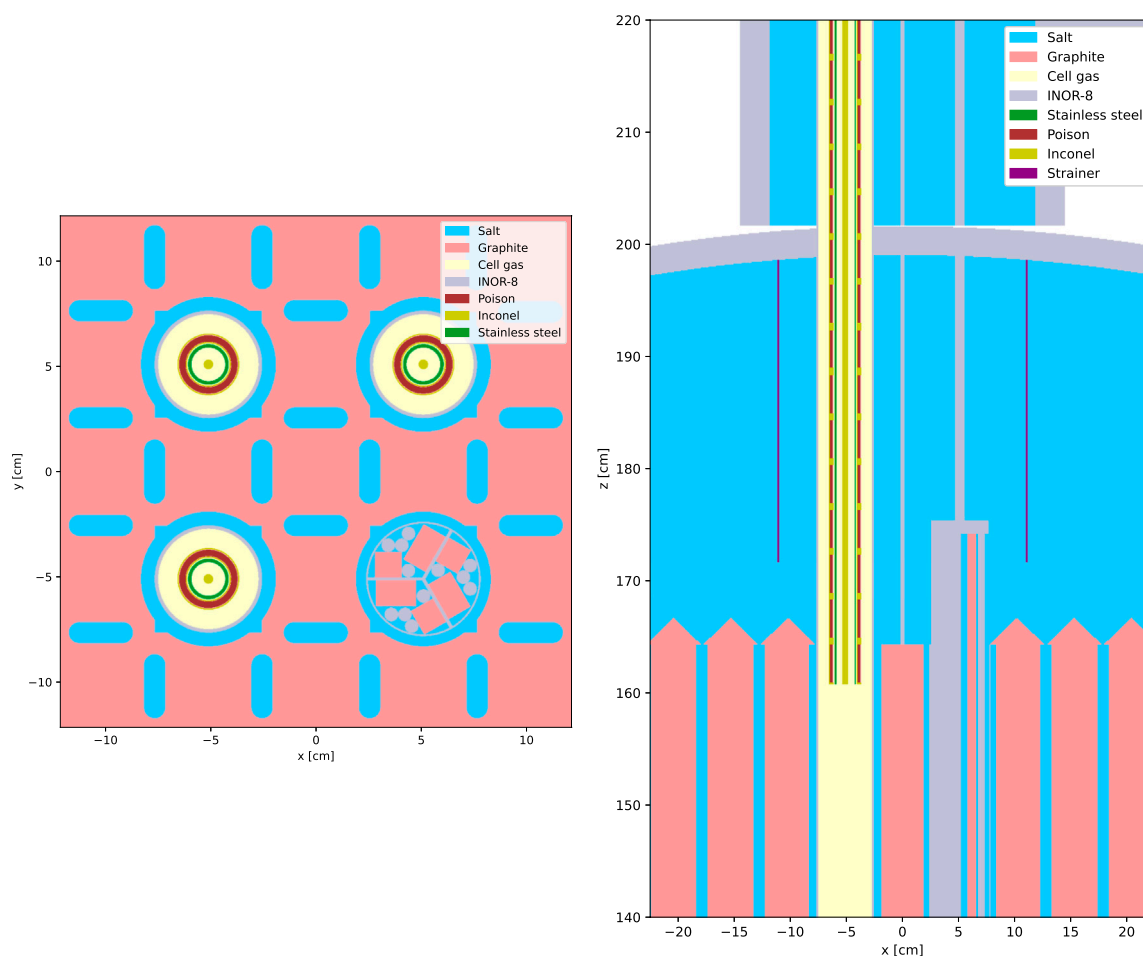 Salt
Graphite
Cell gas
INOR-8
Poison
Inconel
Stainless steel
10
5
0
−5
−10
−10
−5
0
5
10
x [cm]
y [cm]
Salt
Graphite
Cell gas
INOR-8
Stainless steel
Poison
Inconel
Strainer
220
210
200
190
180
170
160
150
140
−20
−15
−10
−5
0
5
10
15
20
x [cm]
z [cm]